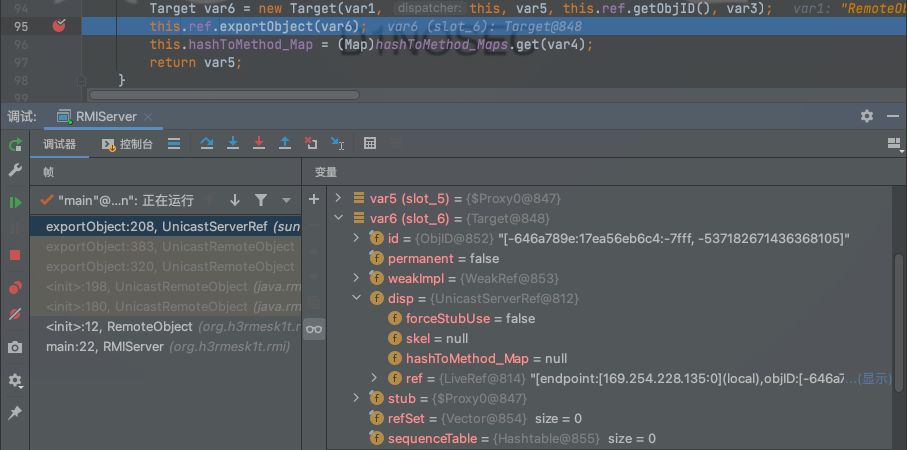 94 Target var6 = new Target(var1, dispatcher: this, var5, this.ref.getObjID(), var3); var1: "RemoteOb
95 this.ref.exportObject(var6); var6 (slot_6): Target@848
96 this.hashToMethod_Map = (Map)hashToMethod_Maps.get(var4);
97 return var5;
98 }
99
调试: RMIServer
调试器 控制台
帧 变量
"main"@...n": 正在运行
exportObject:208, UnicastServerRef (sun
exportObject:383, UnicastRemoteObject
exportObject:320, UnicastRemoteObject
<init>:198, UnicastRemoteObject (java.rm
<init>:180, UnicastRemoteObject (java.rm
<init>:12, RemoteObject (org.h3rmesk1t.r
main:22, RMIServer (org.h3rmesk1t.rmi)
var5 (slot_5) = {$Proxy0@847}
var6 (slot_6) = {Target@848}
id = {ObjID@852} "[-646a789e:17ea56eb6c4:-7fff, -537182671436368105]"
permanent = false
weakImpl = {WeakRef@853}
disp = {UnicastServerRef@812}
forceStubUse = false
skel = null
hashToMethod_Map = null
ref = {LiveRef@814} "[endpoint:[169.254.228.135:0](local),objID:[-646a7...(显示)
stub = {$Proxy0@847}
refSet = {Vector@854} size = 0
sequenceTable = {Hashtable@855} size = 0